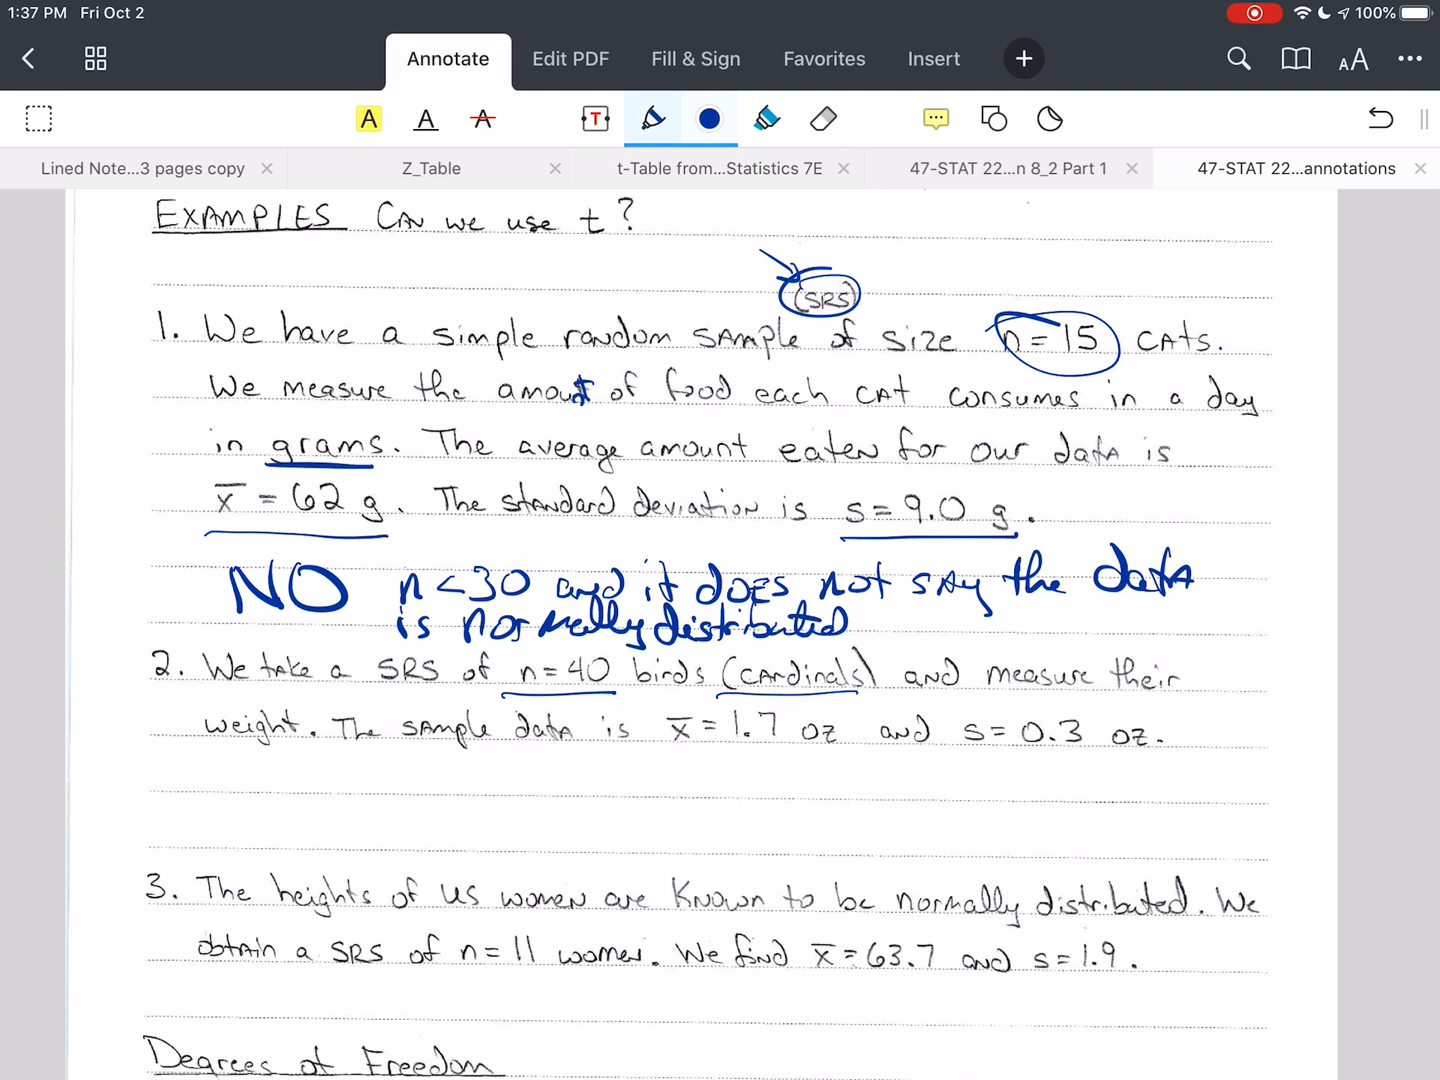 1:37 PM Fri Oct 2
100%
Annotate
Edit PDF
Fill & Sign
Favorites
Insert
Lined Note...3 pages copy
Z_Table
t-Table from...Statistics 7E
47-STAT 22...n 8_2 Part 1
47-STAT 22...annotations
EXAMPLES Can we use t?
(SRS)
1. We have a simple random sample of size n = 15 cats.
We measure the amout of food each cat consumes in a day
in grams. The average amount eaten for our data is
x̄ = 62 g. The standard deviation is s = 9.0 g.
NO n < 30 and it does not say the data
is normally distributed
2. We take a SRS of n = 40 birds (cardinals) and measure their
weight. The sample data is x̄ = 1.7 oz and s = 0.3 oz.
3. The heights of US women are known to be normally distributed. We
obtain a SRS of n = 11 women. We find x̄ = 63.7 and s = 1.9.
Degrees of Freedom